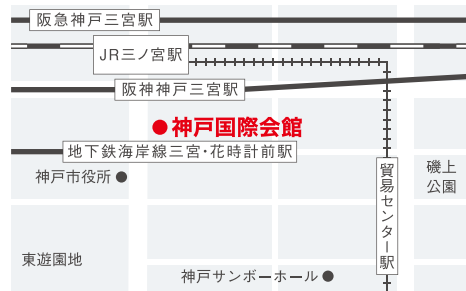 阪急神戸三宮駅
JR三ノ宮駅
阪神神戸三宮駅
●神戸国際会館
地下鉄海岸線三宮・花時計前駅
神戸市役所●
磯上
公園
貿易センター駅
東遊園地
神戸サンボーホール●